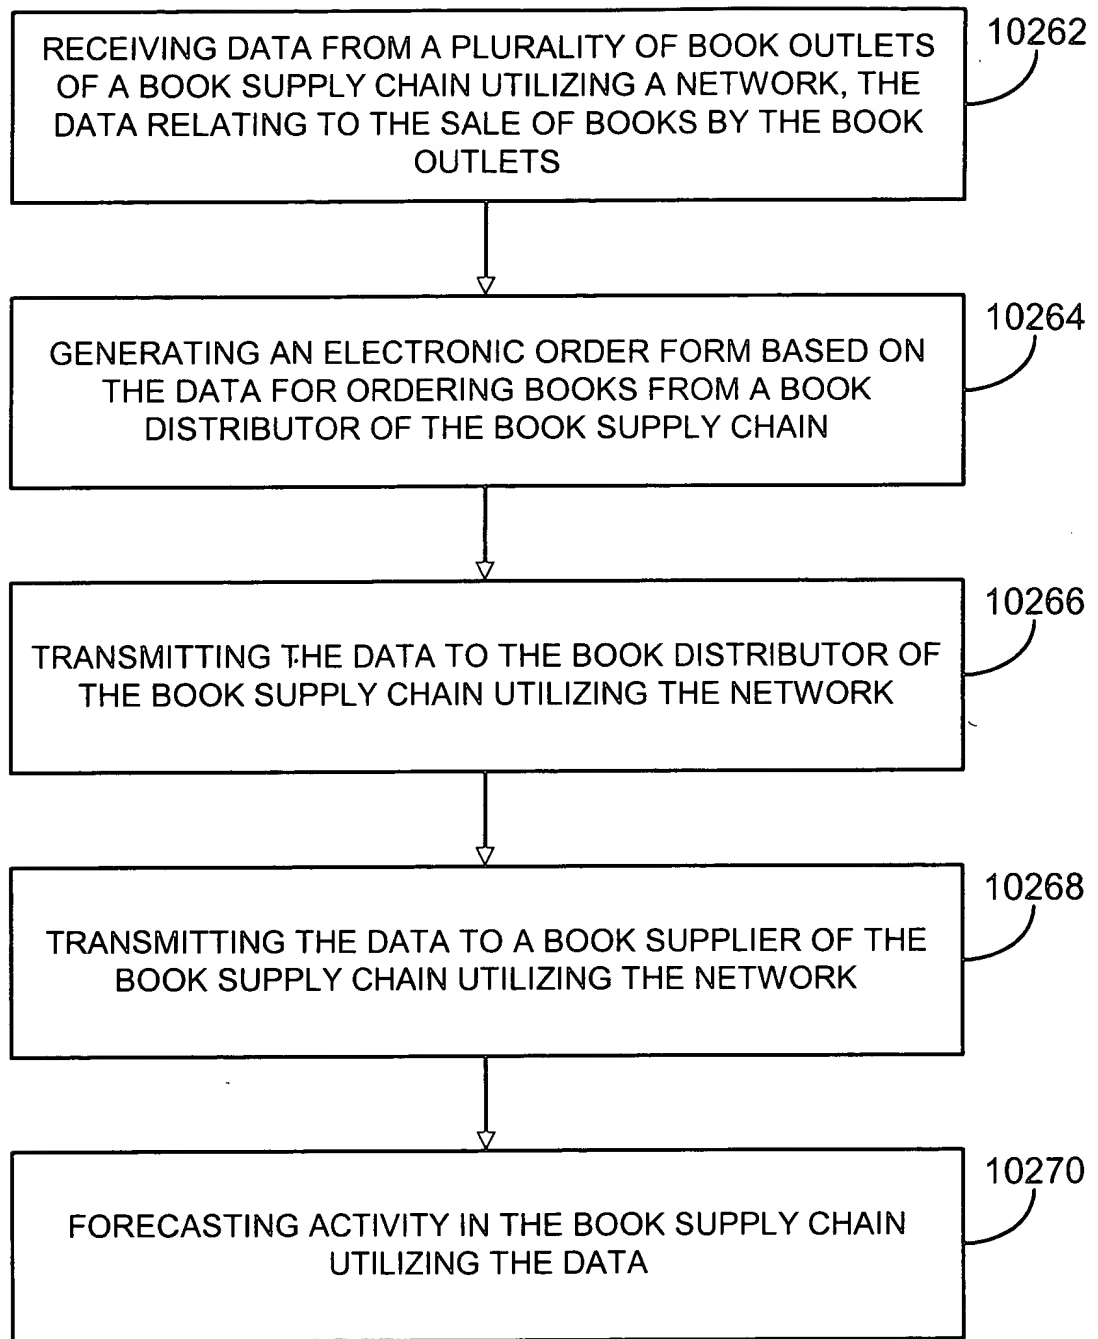 RECEIVING DATA FROM A PLURALITY OF BOOK OUTLETS
OF A BOOK SUPPLY CHAIN UTILIZING A NETWORK, THE
DATA RELATING TO THE SALE OF BOOKS BY THE BOOK
OUTLETS
10262
GENERATING AN ELECTRONIC ORDER FORM BASED ON
THE DATA FOR ORDERING BOOKS FROM A BOOK
DISTRIBUTOR OF THE BOOK SUPPLY CHAIN
10264
TRANSMITTING THE DATA TO THE BOOK DISTRIBUTOR OF
THE BOOK SUPPLY CHAIN UTILIZING THE NETWORK
10266
TRANSMITTING THE DATA TO A BOOK SUPPLIER OF THE
BOOK SUPPLY CHAIN UTILIZING THE NETWORK
10268
FORECASTING ACTIVITY IN THE BOOK SUPPLY CHAIN
UTILIZING THE DATA
10270